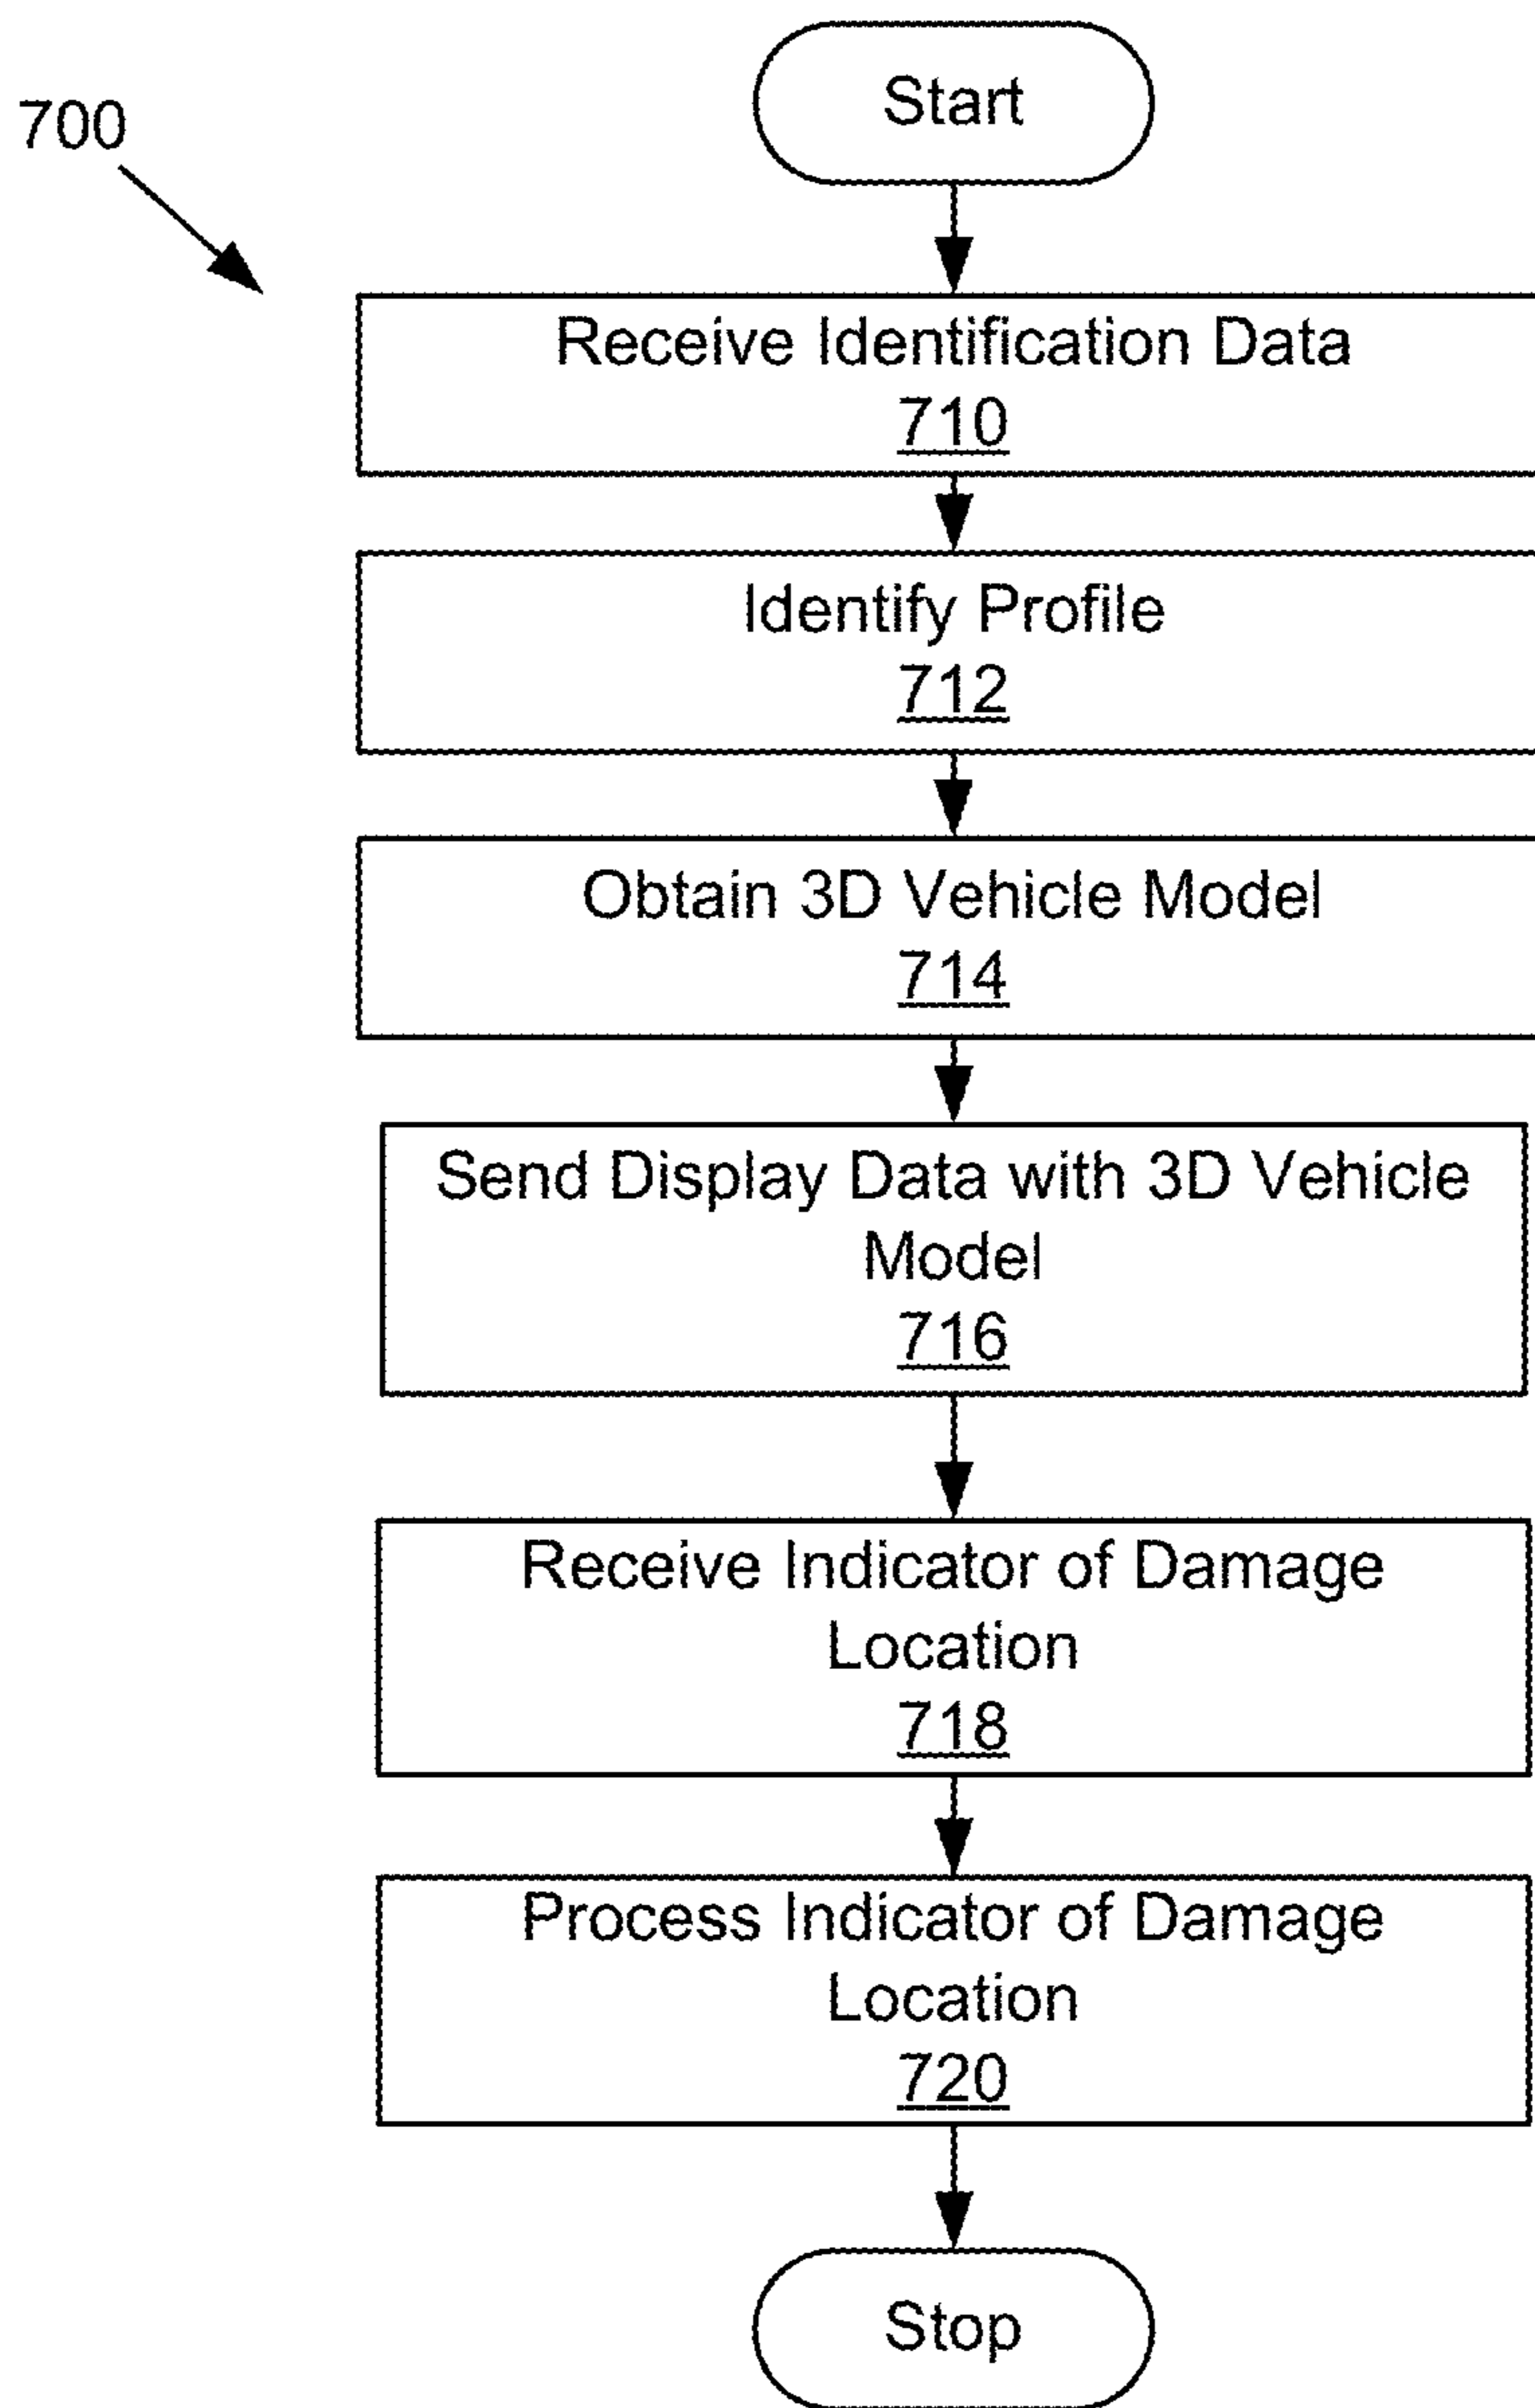 Start
700
Receive Identification Data
710
Identify Profile
712
Obtain 3D Vehicle Model
714
Send Display Data with 3D Vehicle
Model
716
Receive Indicator of Damage
Location
718
Process Indicator of Damage
Location
720
Stop